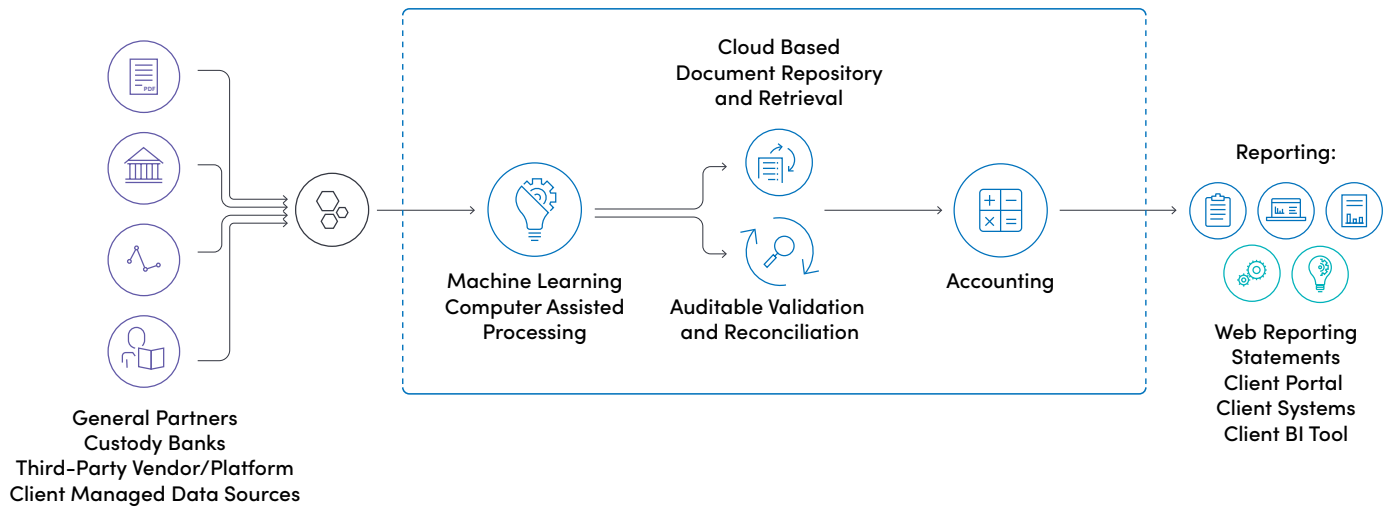 PDF
General Partners
Custody Banks
Third-Party Vendor/Platform
Client Managed Data Sources
Machine Learning
Computer Assisted
Processing
Cloud Based
Document Repository
and Retrieval
Auditable Validation
and Reconciliation
Accounting
Reporting:
Web Reporting
Statements
Client Portal
Client Systems
Client BI Tool